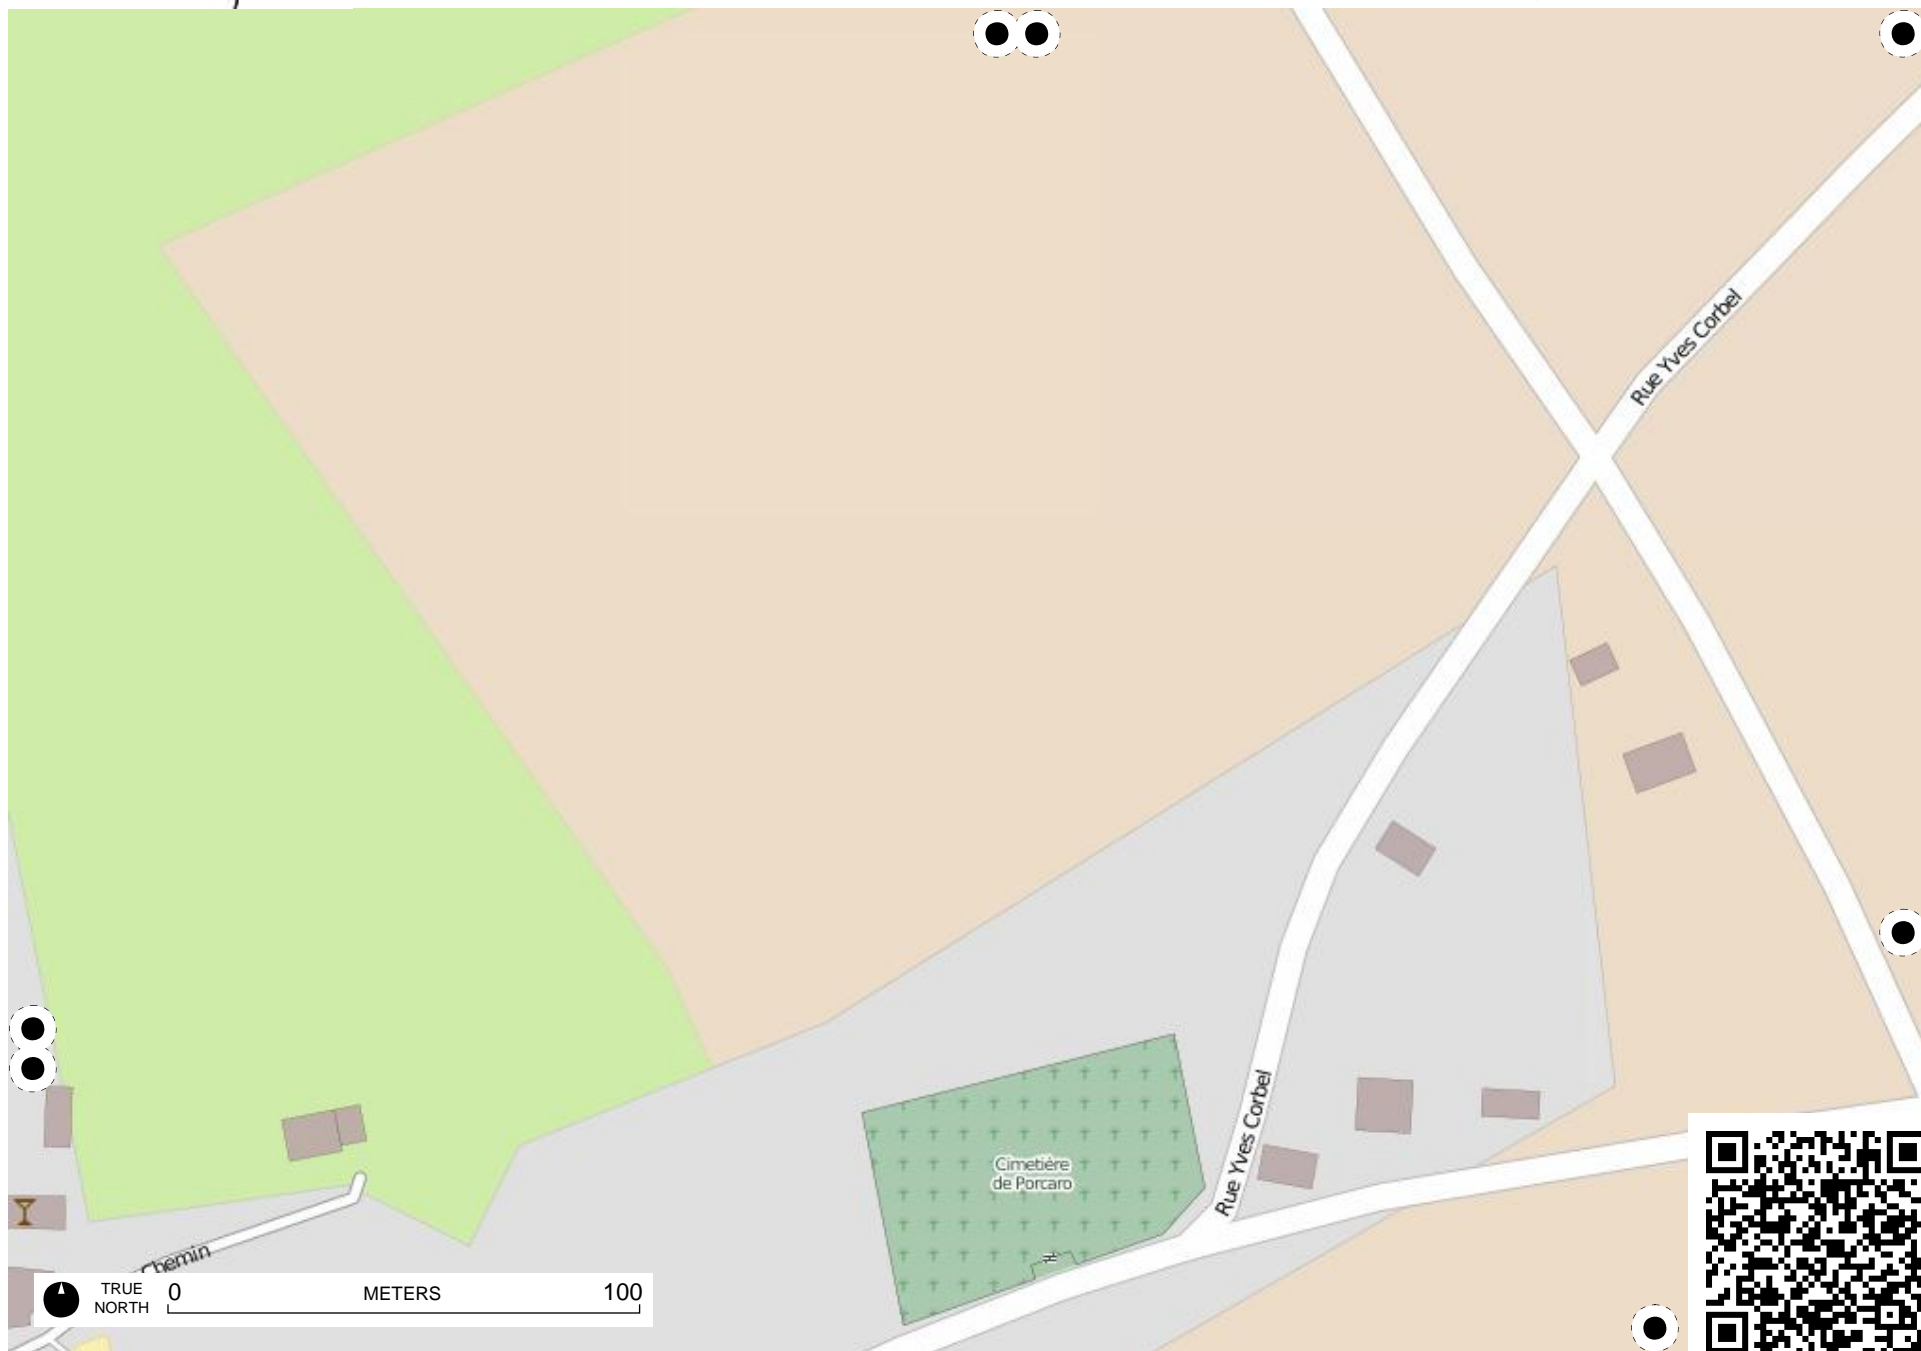 Rue Yves Corbel
Rue Yves Corbel
Cimetière
de Porcaro
Chemin
TRUE
NORTH
0 METERS 100